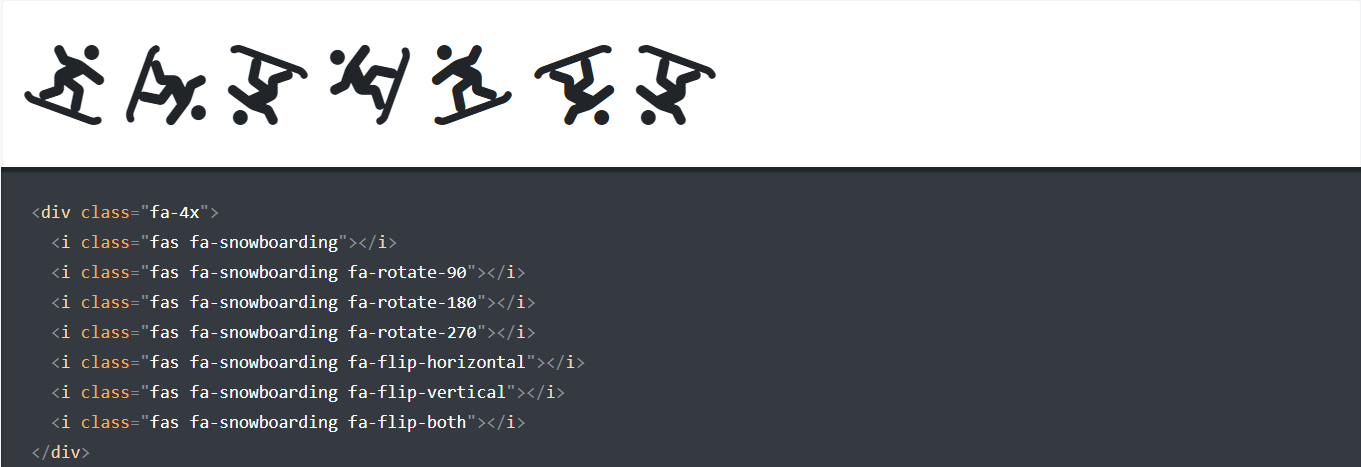 <div class="fa-4x">
  <i class="fas fa-snowboarding"></i>
  <i class="fas fa-snowboarding fa-rotate-90"></i>
  <i class="fas fa-snowboarding fa-rotate-180"></i>
  <i class="fas fa-snowboarding fa-rotate-270"></i>
  <i class="fas fa-snowboarding fa-flip-horizontal"></i>
  <i class="fas fa-snowboarding fa-flip-vertical"></i>
  <i class="fas fa-snowboarding fa-flip-both"></i>
</div>